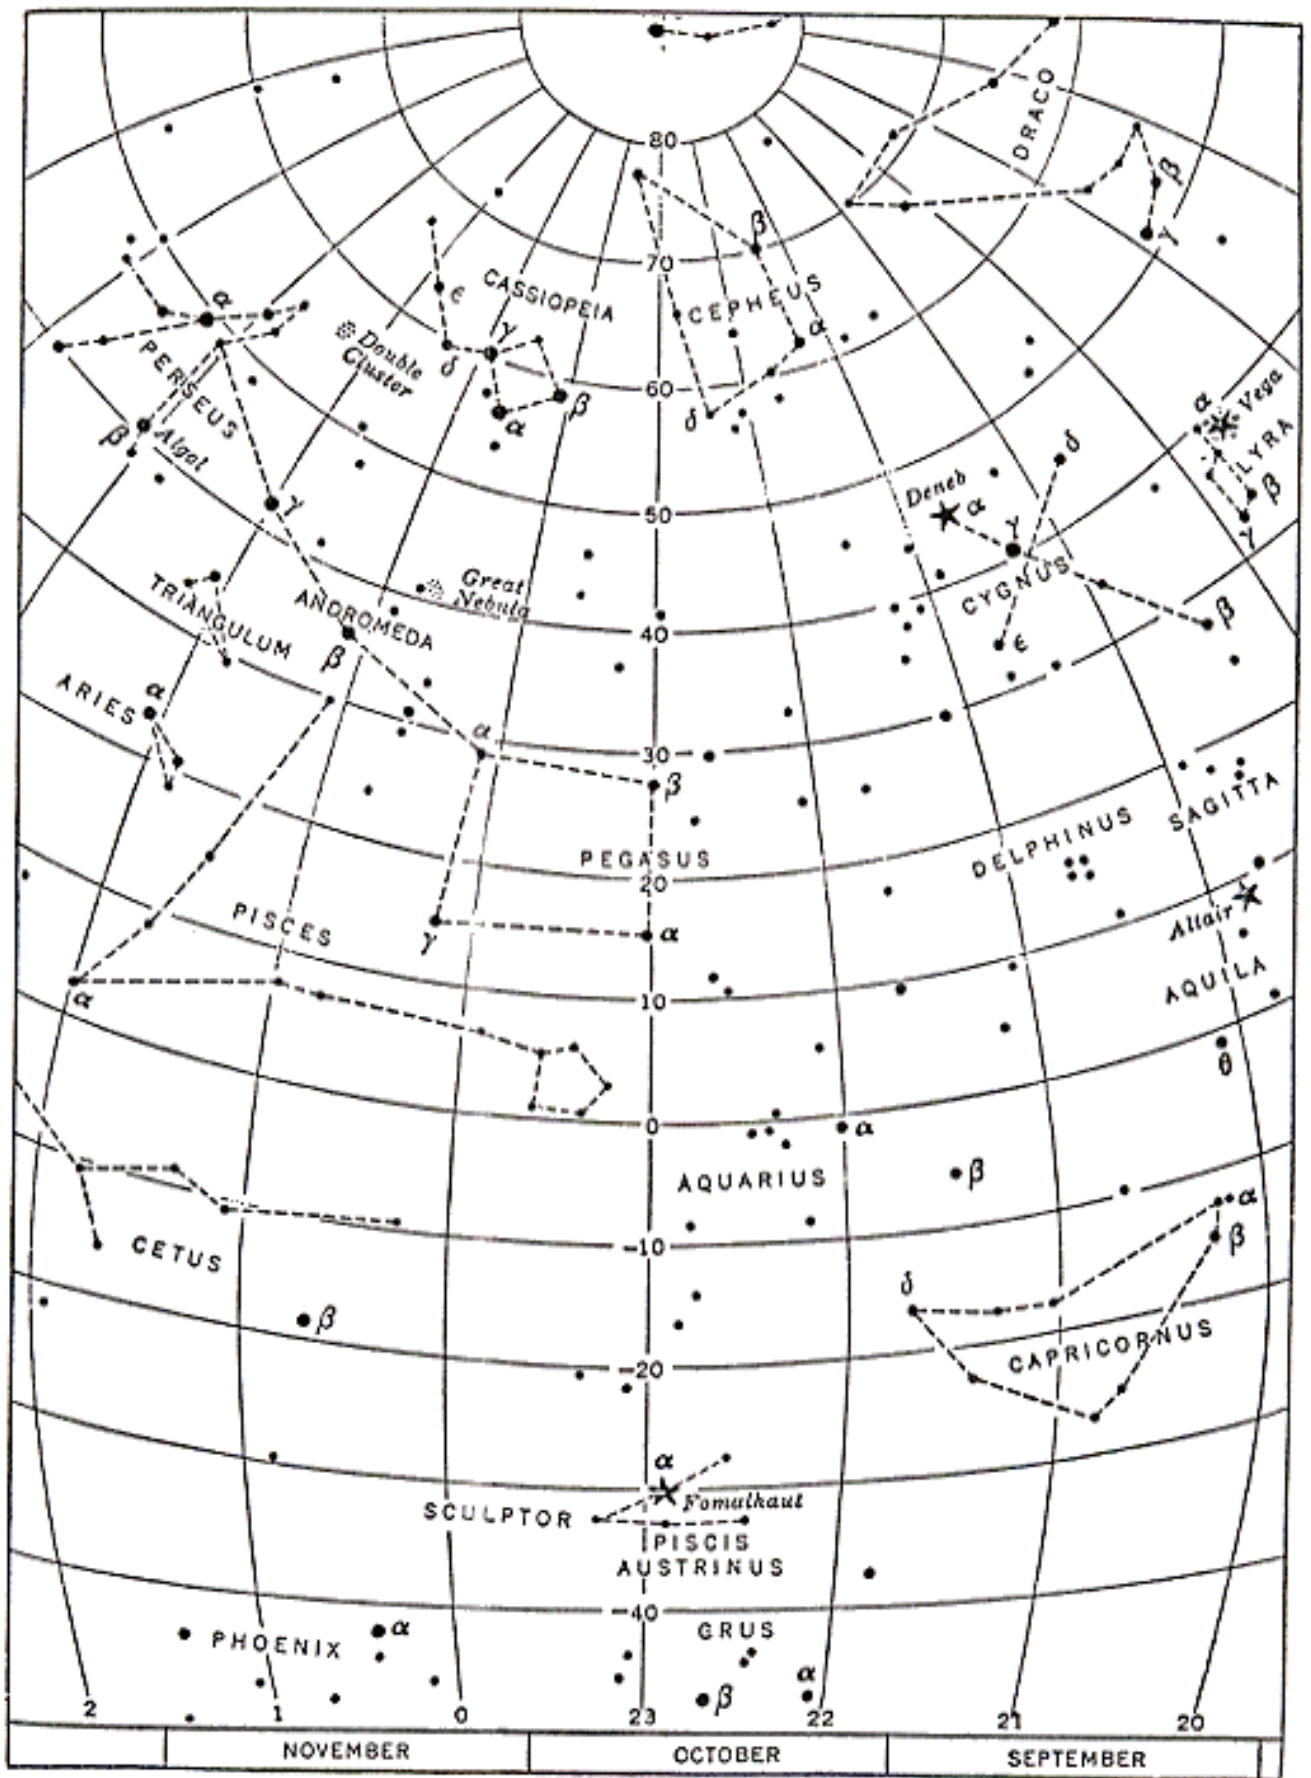 80
DRACO
β
γ
β
70
CASSIOPEIA
CEPHEUS
ε
α
γ
α
Double
Cluster
δ
PERISEUS
60
β
α
δ
α
Vega
LYRA
β
Algol
δ
β
γ
Deneb
α
γ
50
γ
CYGNUS
Great
Nebula
TRIANGULUM
ANDROMEDA
β
40
β
ε
ARIES
α
α
30
β
SAGITTA
DELPHINUS
PEGASUS
20
PISCES
γ
α
Altair
AQUILA
α
10
θ
0
α
AQUARIUS
β
α
β
CETUS
-10
δ
β
CAPRICORNUS
-20
α
Fomalhaut
SCULPTOR
PISCIS
AUSTRINUS
-40
PHOENIX
α
GRUS
α
β
2
1
0
23
22
21
20
NOVEMBER
OCTOBER
SEPTEMBER